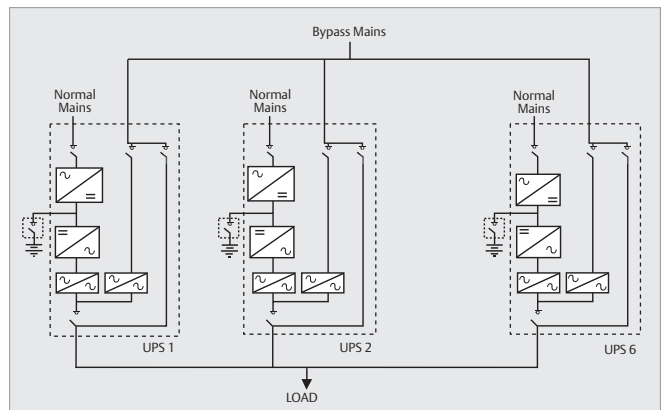 Bypass Mains
Normal
Mains
Normal
Mains
Normal
Mains
UPS 1
UPS 2
UPS 6
LOAD